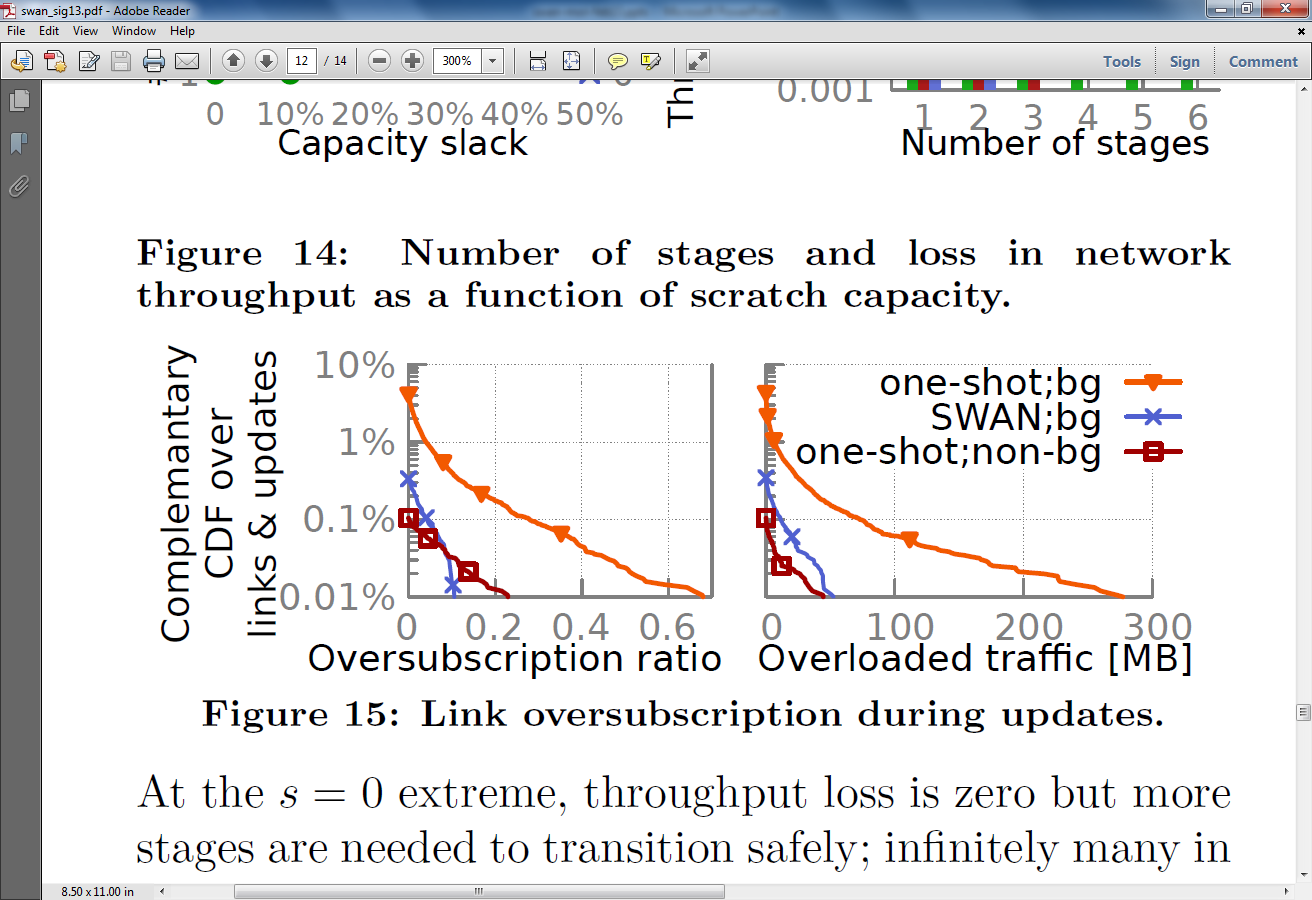 swan_sig13.pdf - Adobe Reader
File Edit View Window Help
12 / 14 300% Tools Sign Comment
0 10% 20% 30% 40% 50%
Capacity slack
0.001
1 2 3 4 5 6
Number of stages
Figure 14: Number of stages and loss in network
throughput as a function of scratch capacity.
Complemantary
CDF over
links & updates
10%
1%
0.1%
0.01%
0 0.2 0.4 0.6
Oversubscription ratio
one-shot;bg
SWAN;bg
one-shot;non-bg
0 100 200 300
Overloaded traffic [MB]
Figure 15: Link oversubscription during updates.
At the s = 0 extreme, throughput loss is zero but more
stages are needed to transition safely; infinitely many in
8.50 x 11.00 in